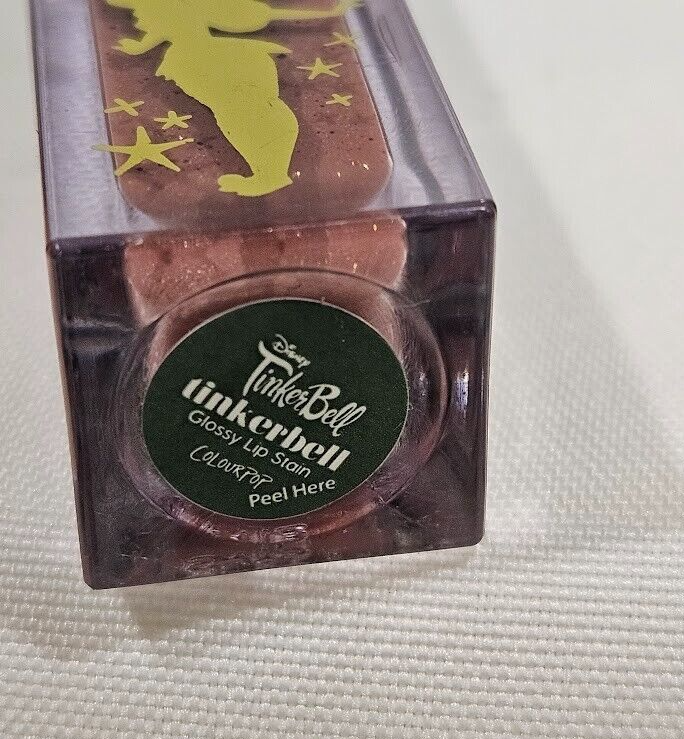 Disney
TinkerBell
tinkerbell
Glossy Lip Stain
COLOURPOP
Peel Here